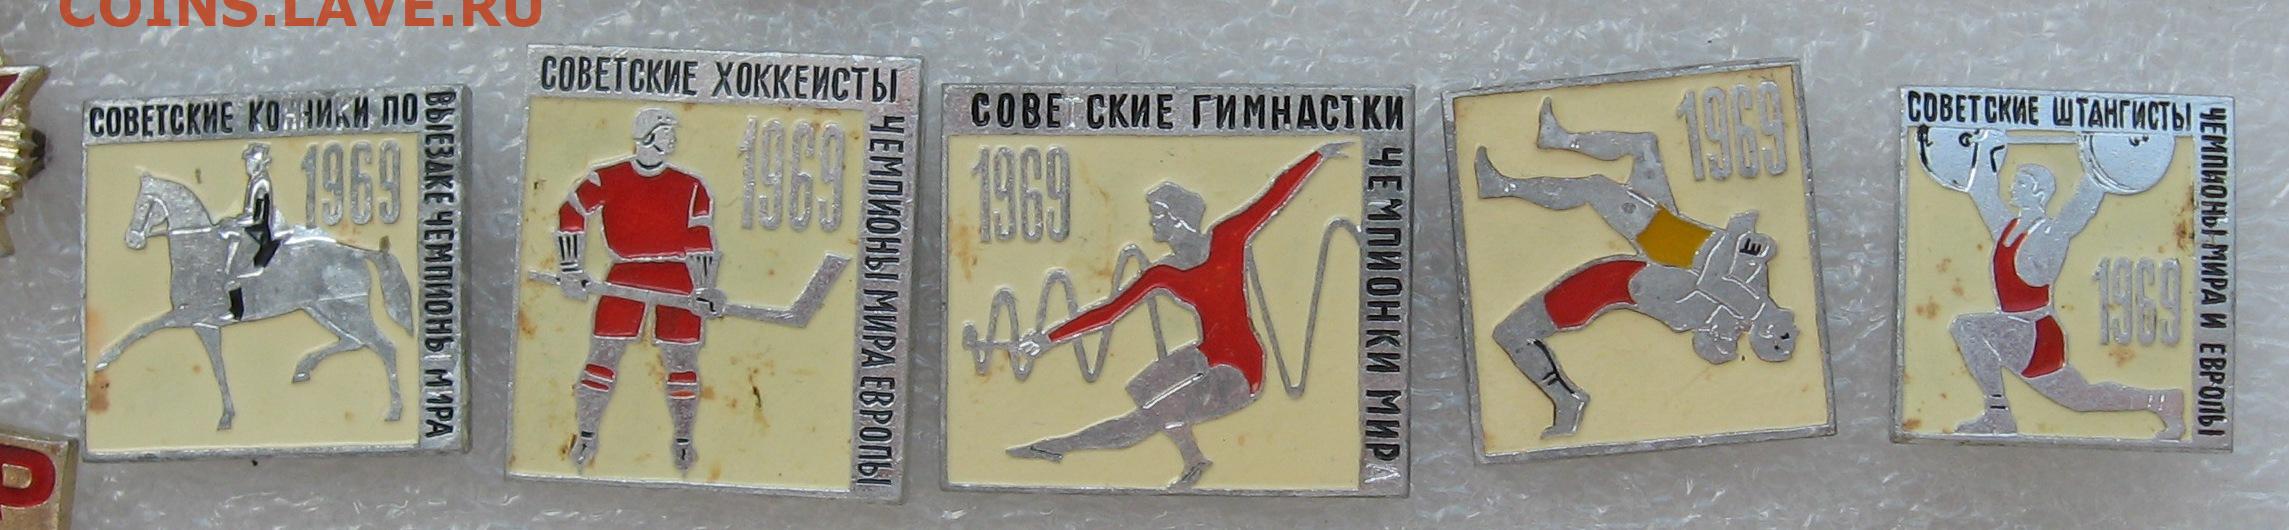 COINS.LAVE.RU
СОВЕТСКИЕ КОННИКИ ПО
ВЫЕЗДКЕ ЧЕМПИОНЫ МИРА
1969
СОВЕТСКИЕ ХОККЕИСТЫ
ЧЕМПИОНЫ МИРА ЕВРОПЫ
1969
СОВЕТСКИЕ ГИМНАСТКИ
ЧЕМПИОНКИ МИРА
1969
1969
СОВЕТСКИЕ ШТАНГИСТЫ
ЧЕМПИОНЫ МИРА И ЕВРОПЫ
1969
Р